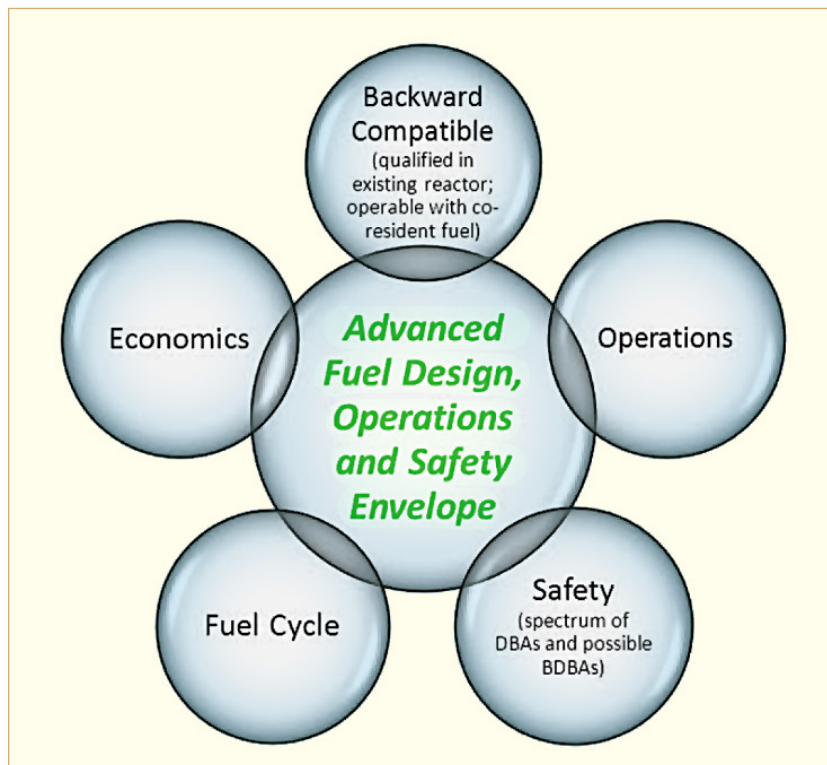 Backward
Compatible
(qualified in
existing reactor;
operable with co-
resident fuel)
Economics
Advanced
Fuel Design,
Operations
and Safety
Envelope
Operations
Fuel Cycle
Safety
(spectrum of
DBAs and possible
BDBAs)